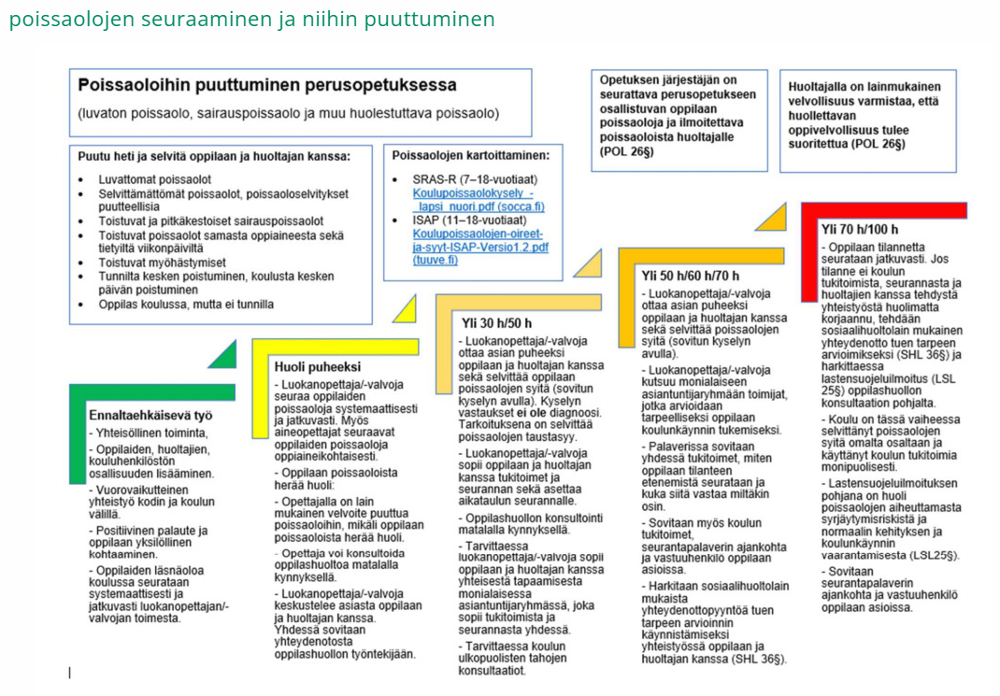 poissaolojen seuraaminen ja niihin puuttuminen
Poissaoloihin puuttuminen perusopetuksessa
(luvaton poissaolo, sairauspoissaolo ja muu huolestuttava poissaolo)
Opetuksen järjestäjän on
seurattava perusopetukseen
osallistuvan oppilaan
poissaoloja ja ilmoitettava
poissaoloista huoltajalle
(POL 26§)
Huoltajalla on lainmukainen
velvollisuus varmistaa, että
huollettavan
oppivelvollisuus tulee
suoritettua (POL 26§)
Puutu heti ja selvitä oppilaan ja huoltajan kanssa:
• Luvattomat poissaolot
• Selvittämättömät poissaolot, poissaoloselvitykset
puutteellisia
• Toistuvat ja pitkäkestoiset sairauspoissaolot
• Toistuvat poissaolot samasta oppiaineesta sekä
tietyiltä viikonpäiviltä
• Toistuvat myöhästymiset
• Tunnilta kesken poistuminen, koulusta kesken
päivän poistuminen
• Oppilas koulussa, mutta ei tunnilla
Poissaolojen kartoittaminen:
• SRAS-R (7–18-vuotiaat)
Koulupoissaolokysely_-
_lapsi_nuori.pdf (socca.fi)
• ISAP (11–18-vuotiaat)
Koulupoissaolojen-oireet-
ja-syyt-ISAP-Versio1.2.pdf
(tuuve.fi)
Ennaltaehkäisevä työ
- Yhteisöllinen toiminta,
- Oppilaiden, huoltajien,
kouluhenkilöstön
osallisuuden lisääminen.
- Vuorovaikutteinen
yhteistyö kodin ja koulun
välillä.
- Positiivinen palaute ja
oppilaan yksilöllinen
kohtaaminen.
- Oppilaiden läsnäoloa
koulussa seurataan
systemaattisesti ja
jatkuvasti luokanopettajan/-
valvojan toimesta.
Huoli puheeksi
- Luokanopettaja/-valvoja
seuraa oppilaiden
poissaoloja systemaattisesti
ja jatkuvasti. Myös
aineopettajat seuraavat
oppilaiden poissaoloja
oppiainekohtaisesti.
- Oppilaan poissaoloista
herää huoli:
- Opettajalla on lain
mukainen velvoite puuttua
poissaoloihin, mikäli oppilaan
poissaoloista herää huoli.
- Opettaja voi konsultoida
oppilashuoltoa matalalla
kynnyksellä.
- Luokanopettaja/-valvoja
keskustelee asiasta oppilaan
ja huoltajan kanssa.
Yhdessä sovitaan
yhteydenotosta
oppilashuollon työntekijään.
Yli 30 h/50 h
- Luokanopettaja/-valvoja
ottaa asian puheeksi
oppilaan ja huoltajan kanssa
sekä selvittää oppilaan
poissaolojen syitä (sovitun
kyselyn avulla). Kyselyn
vastaukset ei ole diagnoosi.
Tarkoituksena on selvittää
poissaolojen taustasyy.
- Luokanopettaja/-valvoja
sopii oppilaan ja huoltajan
kanssa tukitoimet ja
seurannan sekä asettaa
aikataulun seurannalle.
- Oppilashuollon konsultointi
matalalla kynnyksellä.
- Tarvittaessa
luokanopettaja/-valvoja sopii
oppilaan ja huoltajan kanssa
yhteisestä tapaamisesta
monialaisessa
asiantuntijaryhmässä, joka
sopii tukitoimista ja
seurannasta yhdessä.
- Tarvittaessa koulun
ulkopuolisten tahojen
konsultaatiot.
Yli 50 h/60 h/70 h
- Luokanopettaja/-valvoja
ottaa asian puheeksi
oppilaan ja huoltajan kanssa
sekä selvittää poissaolojen
syitä (sovitun kyselyn
avulla).
- Luokanopettaja/-valvoja
kutsuu monialaiseen
asiantuntijaryhmään toimijat,
jotka arvioidaan
tarpeelliseksi oppilaan
koulunkäynnin tukemiseksi.
- Palaverissa sovitaan
yhdessä tukitoimet, miten
oppilaan tilanteen
etenemistä seurataan ja
kuka siitä vastaa miltäkin
osin.
- Sovitaan myös koulun
tukitoimet,
seurantapalaverin ajankohta
ja vastuuhenkilö oppilaan
asioissa.
- Harkitaan sosiaalihuoltolain
mukaista
yhteydenottopyyntöä tuen
tarpeen arvioinnin
käynnistämiseksi
yhteistyössä oppilaan ja
huoltajan kanssa (SHL 36§).
Yli 70 h/100 h
- Oppilaan tilannetta
seurataan jatkuvasti. Jos
tilanne ei koulun
tukitoimista, seurannasta ja
huoltajien kanssa tehdystä
yhteistyöstä huolimatta
korjaannu, tehdään
sosiaalihuoltolain mukainen
yhteydenotto tuen tarpeen
arvioimikseksi (SHL 36§) ja
harkittaessa
lastensuojeluilmoitus (LSL
25§) oppilashuollon
konsultaation pohjalta.
- Koulu on tässä vaiheessa
selvittänyt poissaolojen
syitä omalta osaltaan ja
käyttänyt koulun tukitoimia
monipuolisesti.
- Lastensuojeluilmoituksen
pohjana on huoli
poissaolojen aiheuttamasta
syrjäytymisriskistä ja
normaalin kehityksen ja
koulunkäynnin
vaarantamisesta (LSL25§).
- Sovitaan
seurantapalaverin
ajankohta ja vastuuhenkilö
oppilaan asioissa.